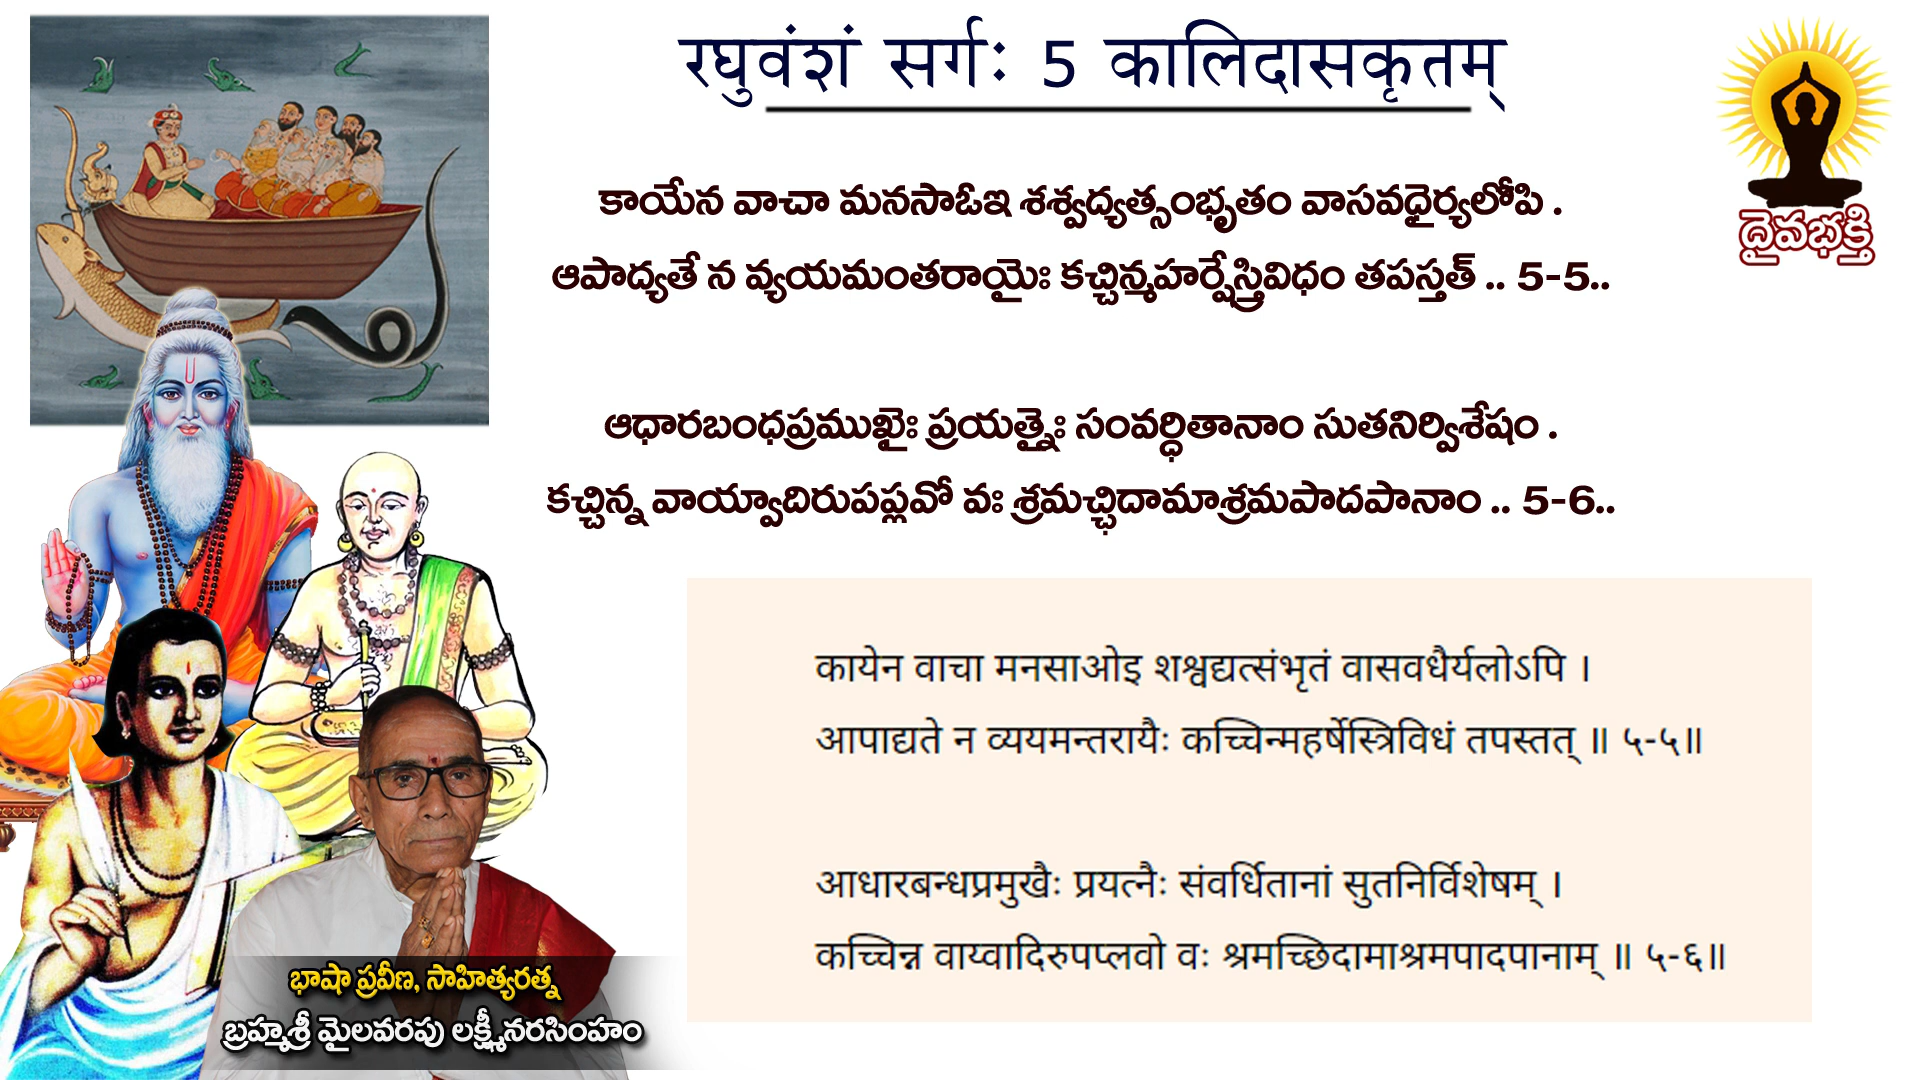 रघुवंशं सर्गः 5 कालिदासकृतम्
దైవభక్తి
కాయేన వాచా మనసాఓఇ శశ్వద్యత్సంభృతం వాసవధైర్యలోపి .
ఆపాద్యతే న వ్యయమంతరాయైః కచ్చిన్మహర్షేస్త్రివిధం తపస్తత్ .. 5-5..
ఆధారబంధప్రముఖైః ప్రయత్నైః సంవర్ధితానాం సుతనిర్విశేషం .
కచ్చిన్న వాయ్వాదిరుపప్లవో వః శ్రమచ్ఛిదామాశ్రమపాదపానాం .. 5-6..
कायेन वाचा मनसाओइ शश्वद्यत्संभृतं वासवधैर्यलोऽपि ।
आपाद्यते न व्ययमन्तरायैः कच्चिन्महर्षेस्त्रिविधं तपस्तत् ॥ ५-५॥
आधारबन्धप्रमुखैः प्रयत्नैः संवर्धितानां सुतनिर्विशेषम् ।
कच्चिन्न वाय्वादिरुपप्लवो वः श्रमच्छिदामाश्रमपादपानाम् ॥ ५-६॥
భాషా ప్రవీణ, సాహిత్యరత్న
బ్రహ్మశ్రీ మైలవరపు లక్ష్మీనరసింహం